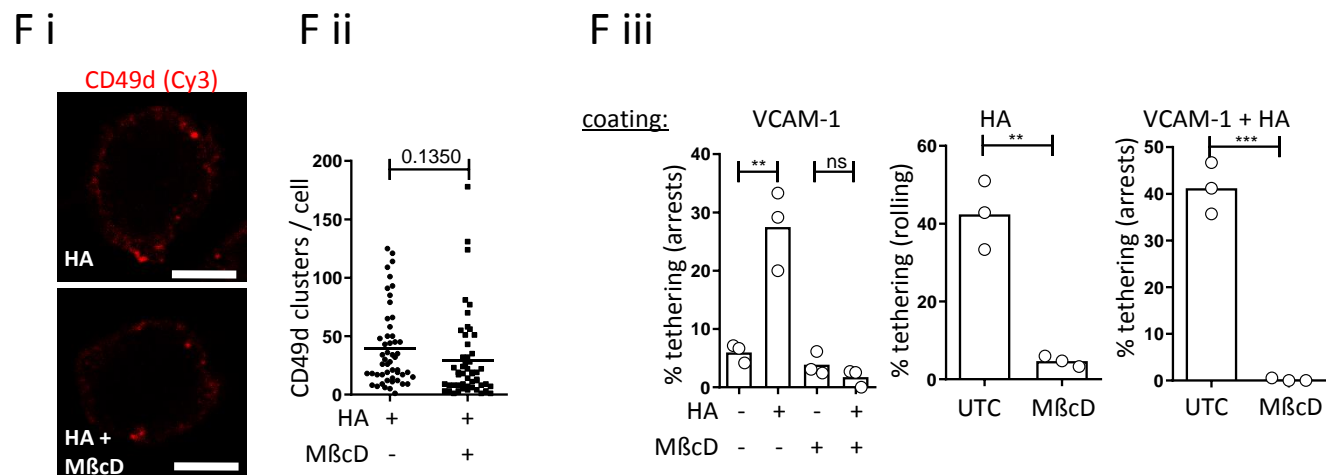 F i
F ii
F iii
CD49d (Cy3)
HA
HA +
MßcD
CD49d clusters / cell
200
150
100
50
0
0.1350
HA + +
MßcD - +
coating:
VCAM-1
% tethering (arrests)
40
30
20
10
0
**
ns
HA - + - +
MßcD - - + +
HA
% tethering (rolling)
60
40
20
0
**
UTC MßcD
VCAM-1 + HA
% tethering (arrests)
50
40
30
20
10
0
***
UTC MßcD